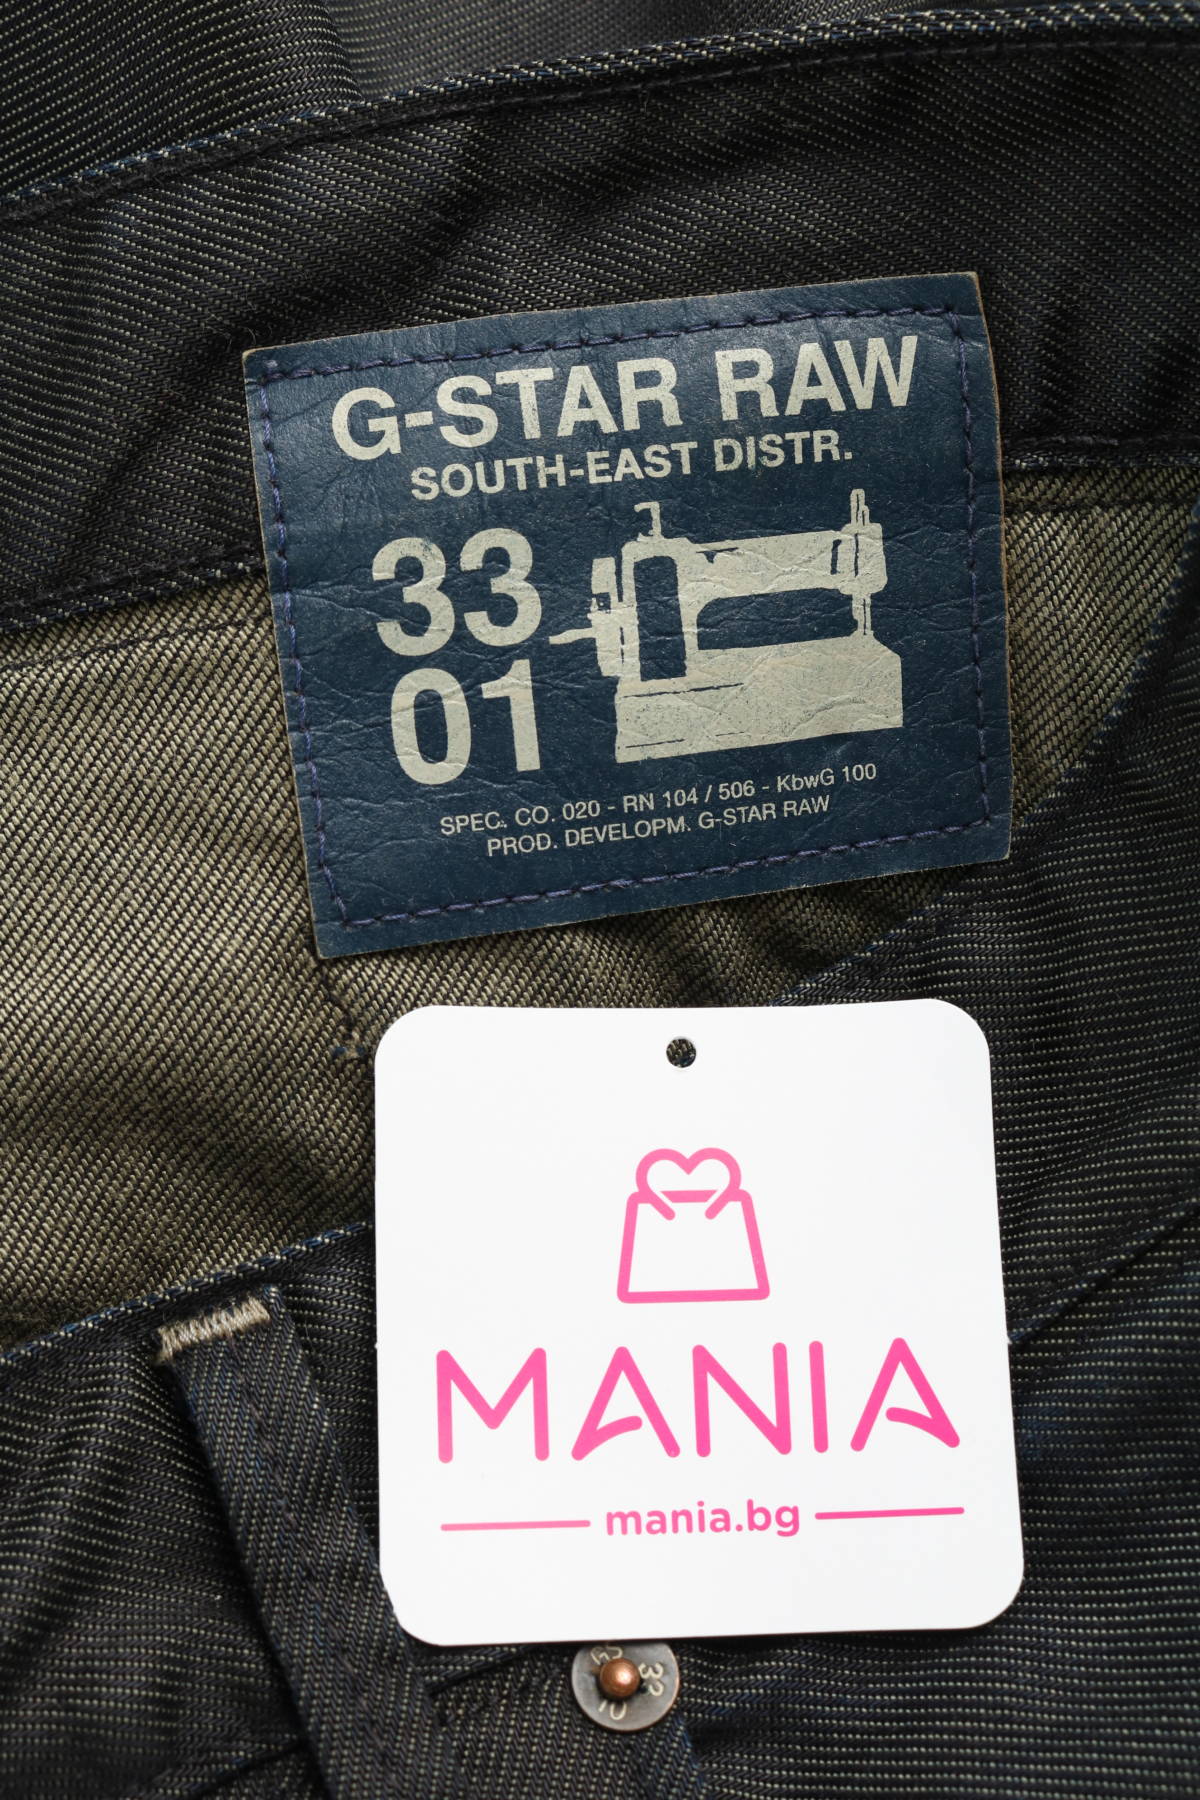 G-STAR RAW
SOUTH-EAST DISTR.
33
01
SPEC. CO. 020 - RN 104 / 506 - KbwG 100
PROD. DEVELOPM. G-STAR RAW
MANIA
mania.bg
32